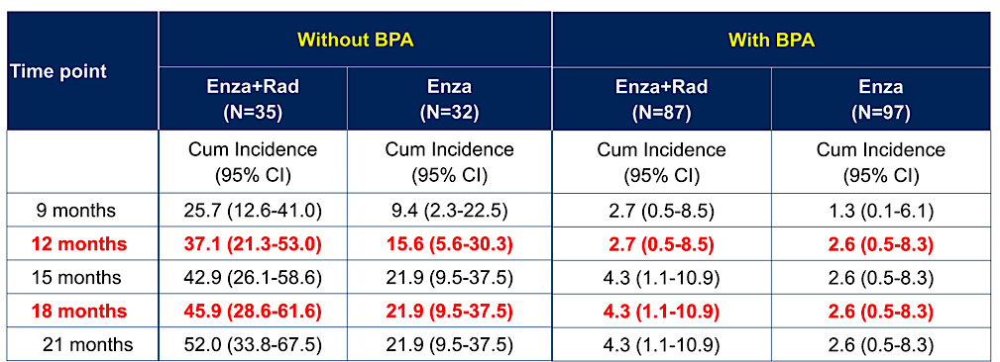 Time point Without BPA With BPA
Enza+Rad (N=35) Enza (N=32) Enza+Rad (N=87) Enza (N=97)
Cum Incidence (95% CI) Cum Incidence (95% CI) Cum Incidence (95% CI) Cum Incidence (95% CI)
9 months 25.7 (12.6-41.0) 9.4 (2.3-22.5) 2.7 (0.5-8.5) 1.3 (0.1-6.1)
12 months 37.1 (21.3-53.0) 15.6 (5.6-30.3) 2.7 (0.5-8.5) 2.6 (0.5-8.3)
15 months 42.9 (26.1-58.6) 21.9 (9.5-37.5) 4.3 (1.1-10.9) 2.6 (0.5-8.3)
18 months 45.9 (28.6-61.6) 21.9 (9.5-37.5) 4.3 (1.1-10.9) 2.6 (0.5-8.3)
21 months 52.0 (33.8-67.5) 21.9 (9.5-37.5) 4.3 (1.1-10.9) 2.6 (0.5-8.3)